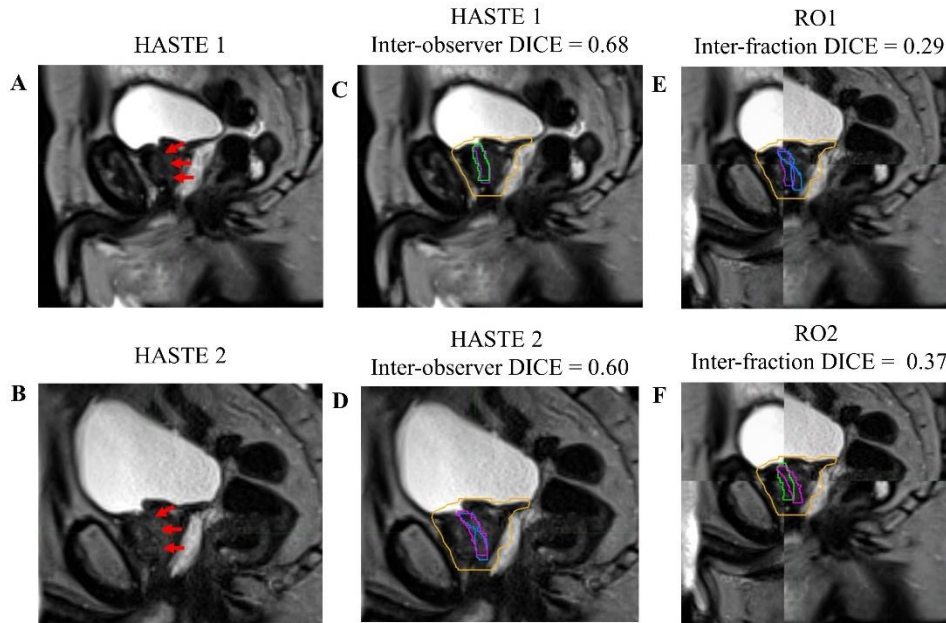 HASTE 1
HASTE 1
Inter-observer DICE = 0.68
RO1
Inter-fraction DICE = 0.29
A
C
E
HASTE 2
HASTE 2
Inter-observer DICE = 0.60
RO2
Inter-fraction DICE =  0.37
B
D
F